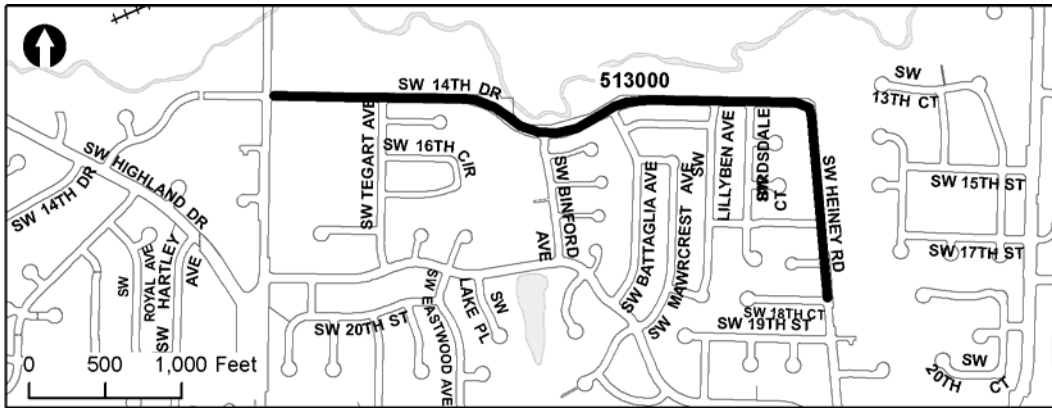 513000
SW 14TH DR
SW
13TH CT
SW HIGHLAND DR
SW 14TH DR
SW TEGART AVE
SW 16TH CIR
SW BINFORD
AVE
SW BATTAGLIA AVE
SW MAWRCREST AVE
SW
LILLYBEN AVE
SW
BIRDSDALE
CT
SW HEINEY RD
SW 15TH ST
SW 17TH ST
SW
ROYAL AVE
SW HARTLEY
AVE
SW 20TH ST
SW EASTWOOD AVE
SW
LAKE PL
SW 18TH CT
SW 19TH ST
SW
20TH CT
0 500 1,000 Feet